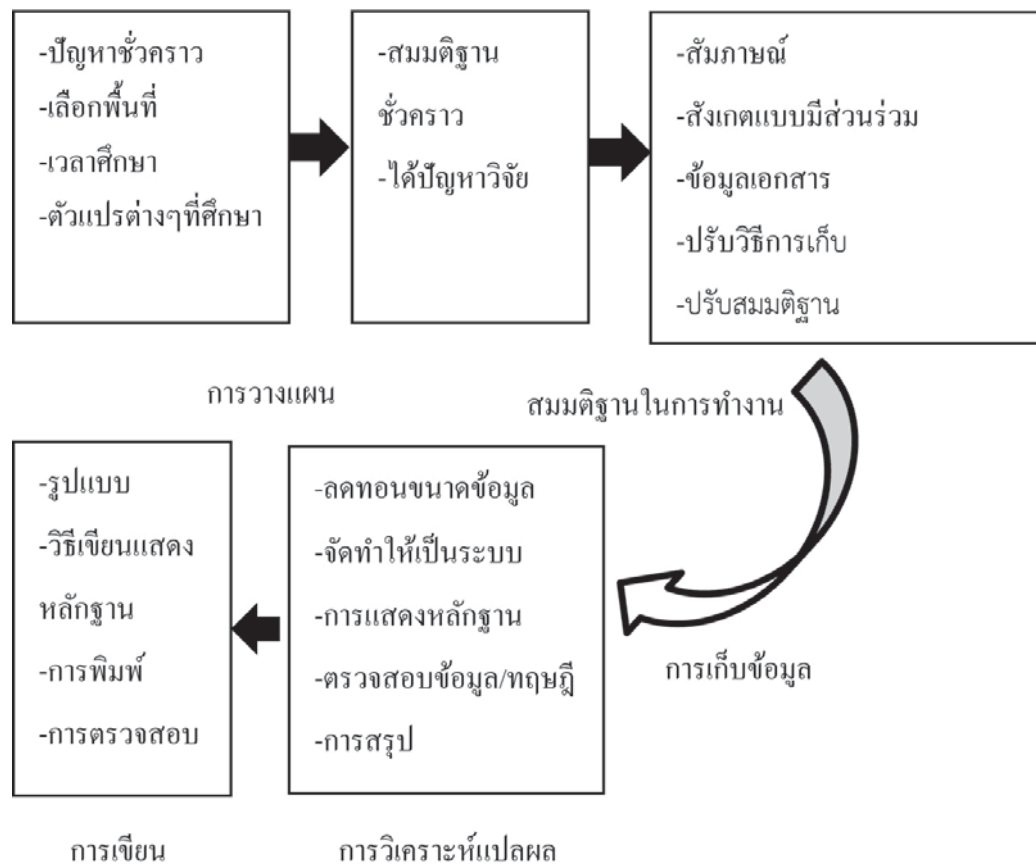 -ปัญหาชั่วคราว
-เลือกพื้นที่
-เวลาศึกษา
-ตัวแปรต่างๆที่ศึกษา
-สมมติฐาน
ชั่วคราว
-ได้ปัญหาวิจัย
-สัมภาษณ์
-สังเกตแบบมีส่วนร่วม
-ข้อมูลเอกสาร
-ปรับวิธีการเก็บ
-ปรับสมมติฐาน
การวางแผน
สมมติฐานในการทำงาน
-รูปแบบ
-วิธีเขียนแสดง
หลักฐาน
-การพิมพ์
-การตรวจสอบ
-ลดทอนขนาดข้อมูล
-จัดทำให้เป็นระบบ
-การแสดงหลักฐาน
-ตรวจสอบข้อมูล/ทฤษฎี
-การสรุป
การเก็บข้อมูล
การเขียน
การวิเคราะห์แปลผล